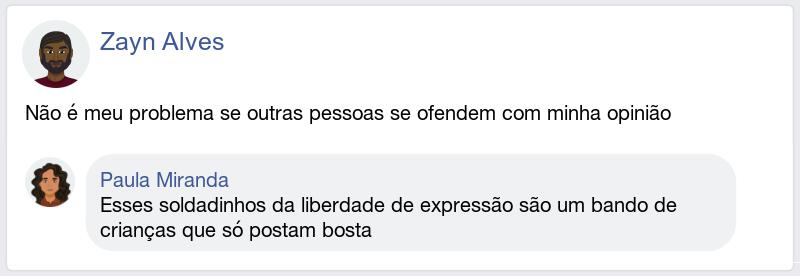 Zayn Alves
Não é meu problema se outras pessoas se ofendem com minha opinião
Paula Miranda
Esses soldadinhos da liberdade de expressão são um bando de
crianças que só postam bosta